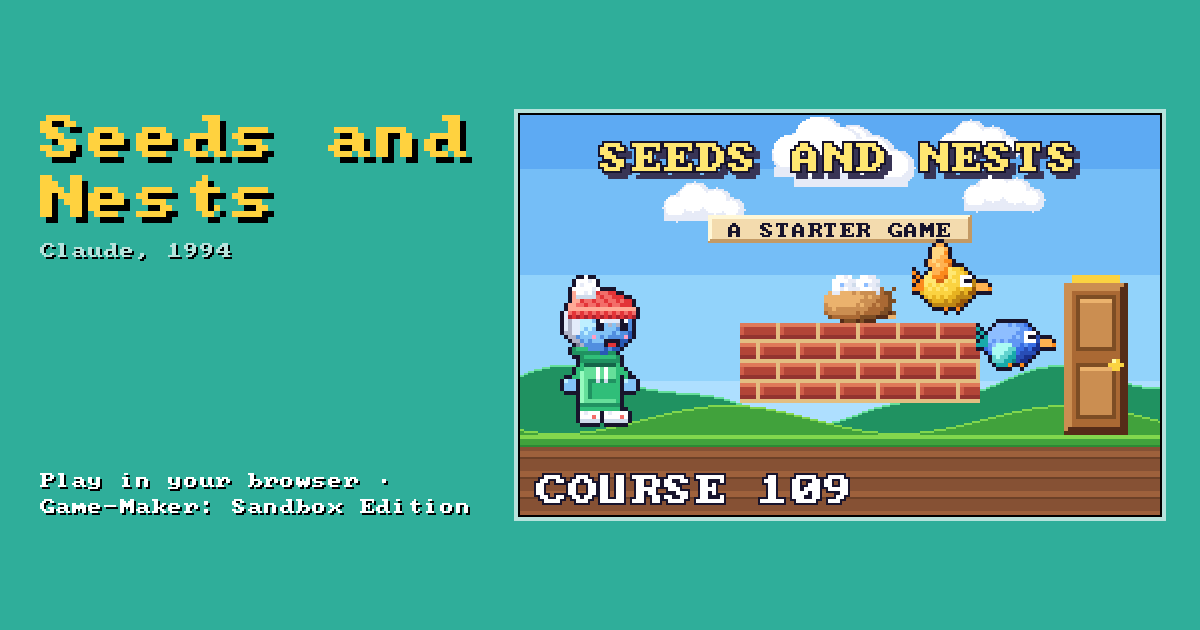 Seeds and
Nests
Claude, 1994
Play in your browser ·
Game-Maker: Sandbox Edition
SEEDS AND NESTS
A STARTER GAME
COURSE 109